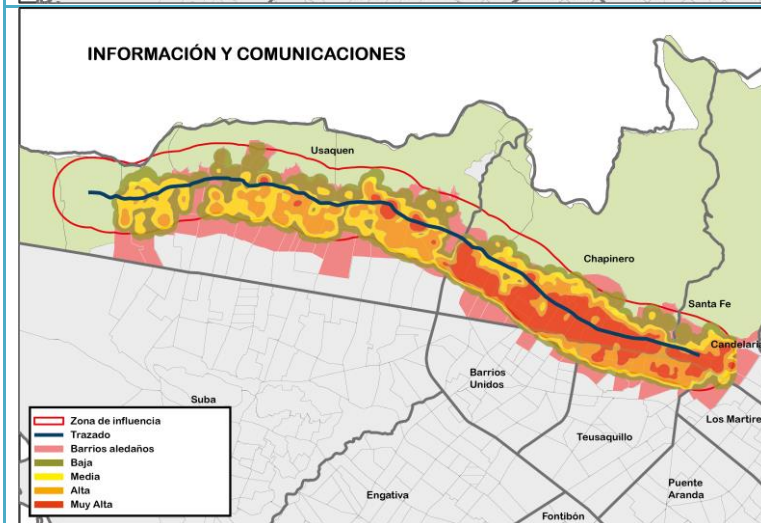 INFORMACIÓN Y COMUNICACIONES
Usaquen
Chapinero
Santa Fe
Candelaria
Barrios
Unidos
Suba
Los Martire
Teusaquillo
Puente
Aranda
Engativa
Fontibón
Zona de influencia
Trazado
Barrios aledaños
Baja
Media
Alta
Muy Alta